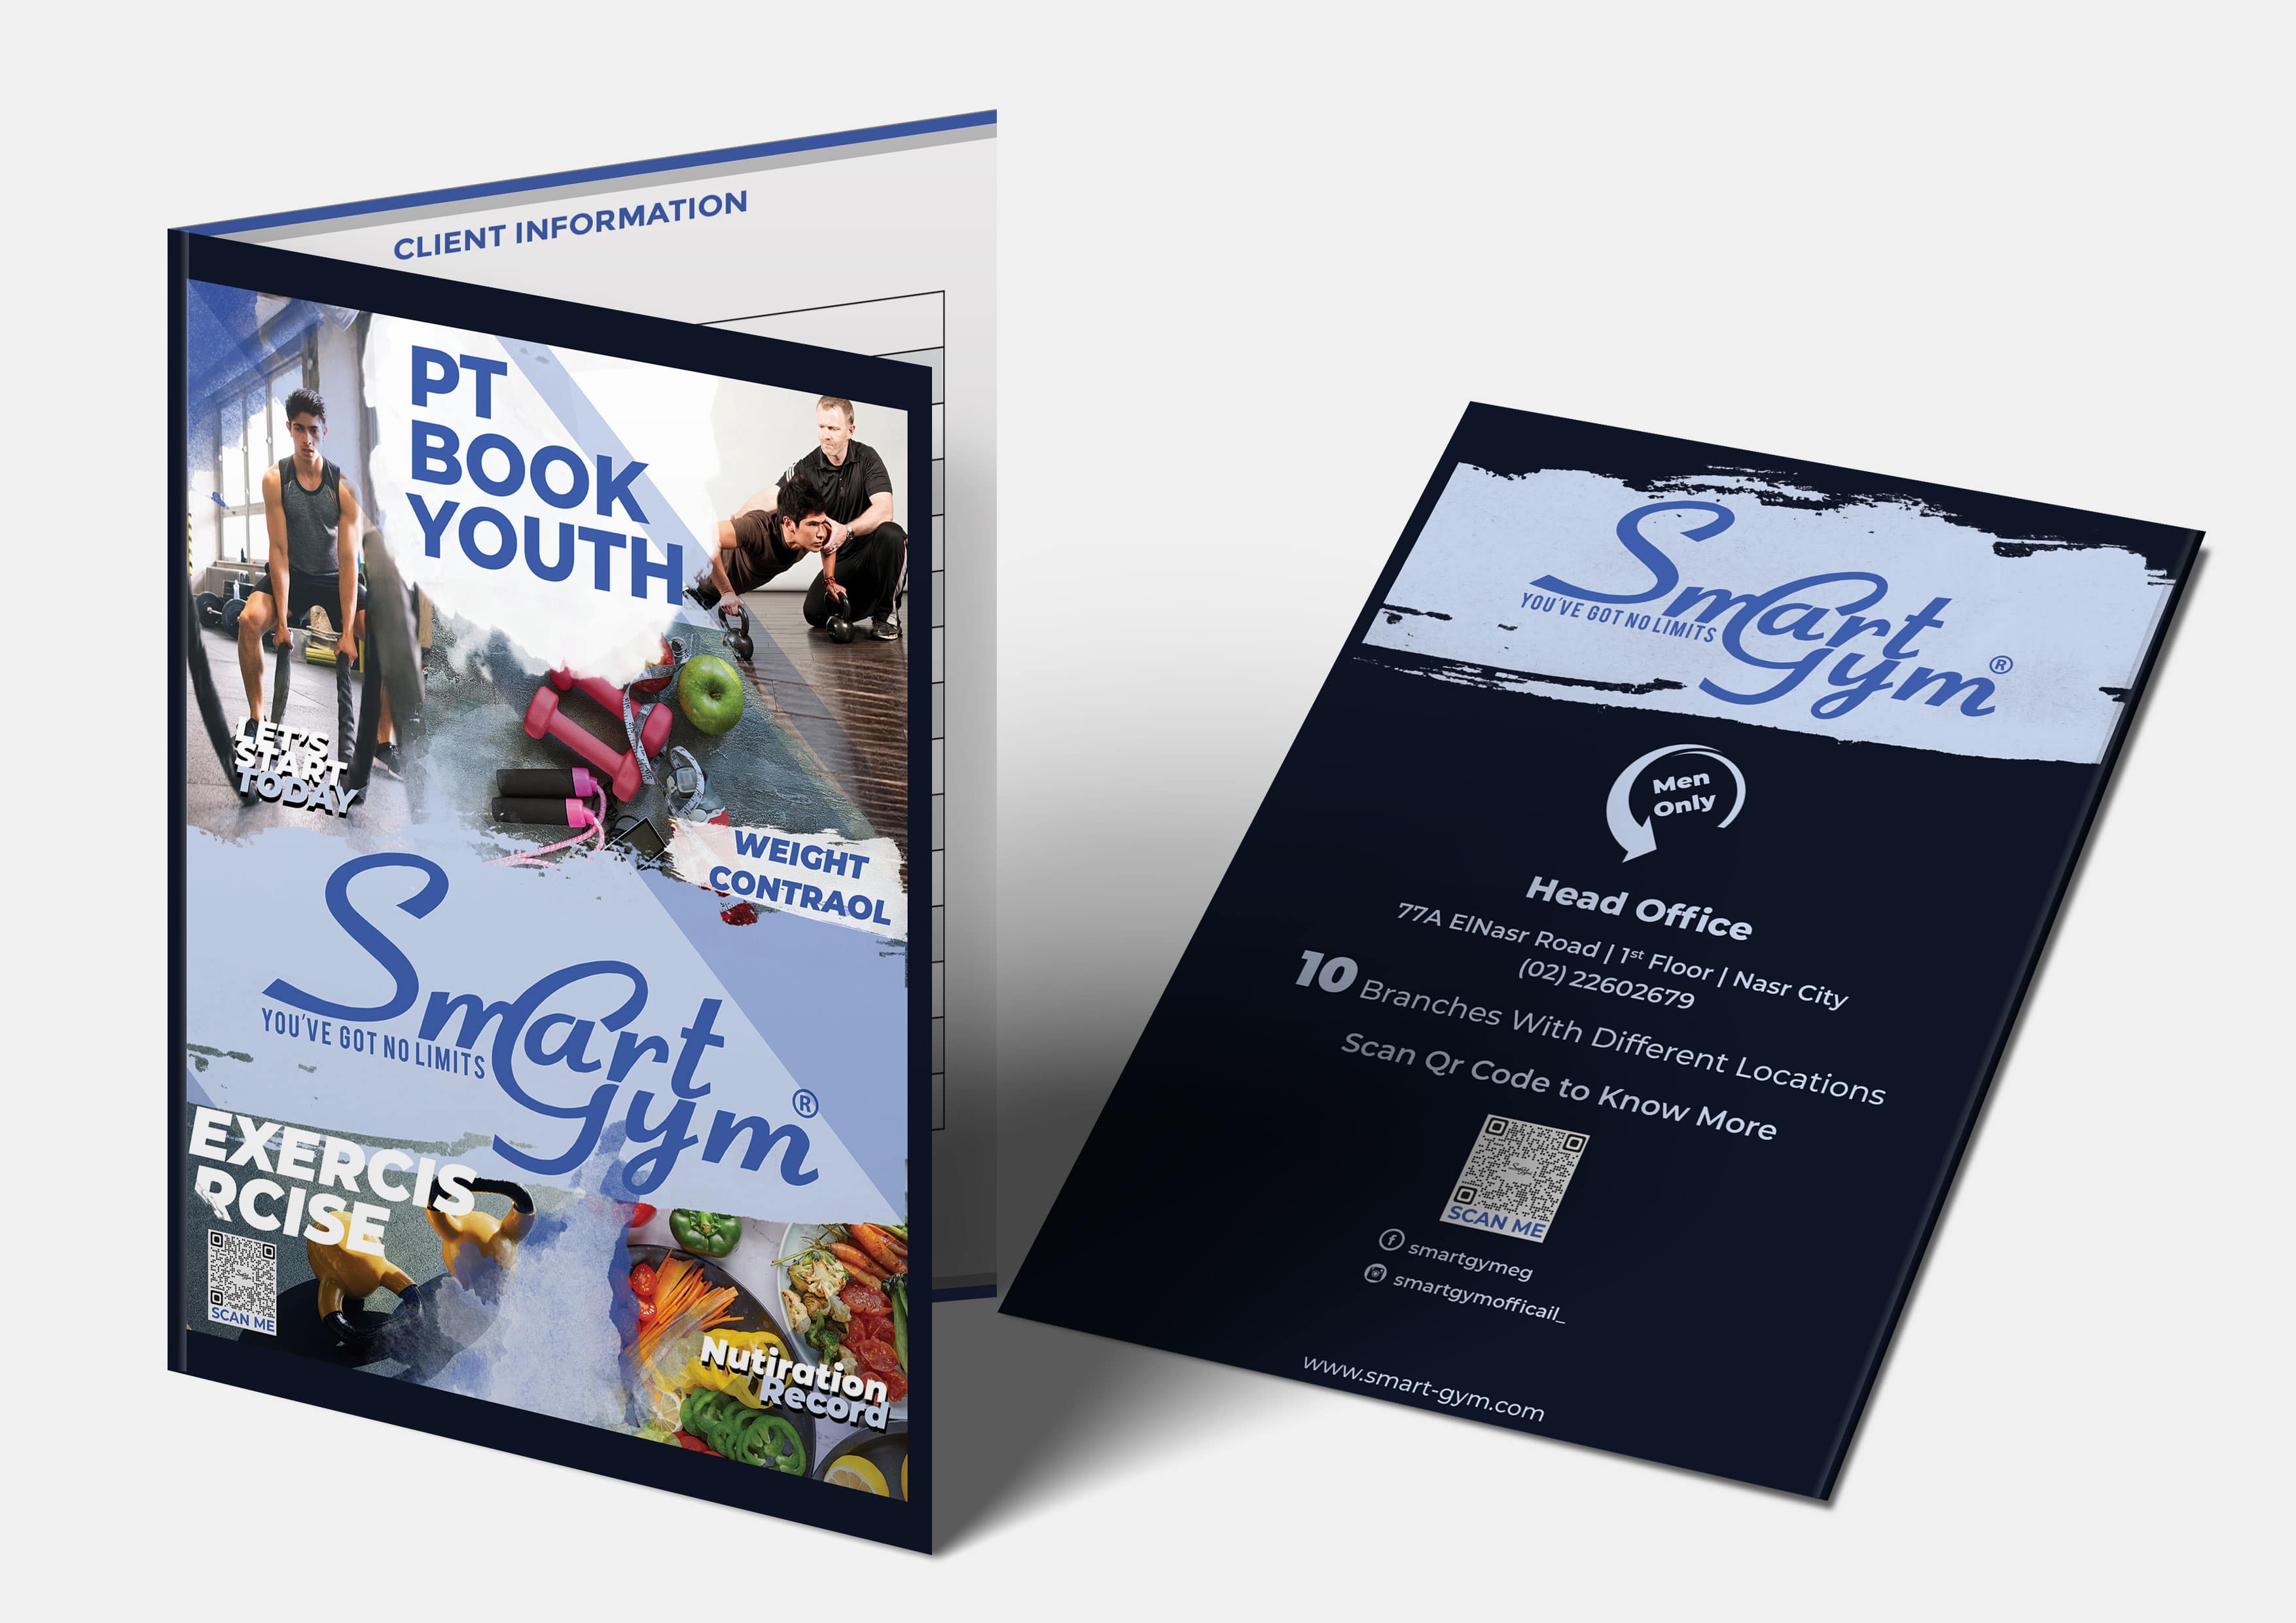 CLIENT INFORMATION
PT
BOOK
YOUTH
LET'S
START
TODAY
WEIGHT
CONTRAOL
Smart
YOU'VE GOT NO LIMITS
Gym®
EXERCIS
RCISE
SCAN ME
Nutiration
Record
Smart
YOU'VE GOT NO LIMITS
Gym®
Men
Only
Head Office
77A ElNasr Road | 1st Floor | Nasr City
(02) 22602679
10 Branches With Different Locations
Scan Qr Code to Know More
SCAN ME
smartgymeg
smartgymofficail_
www.smart-gym.com